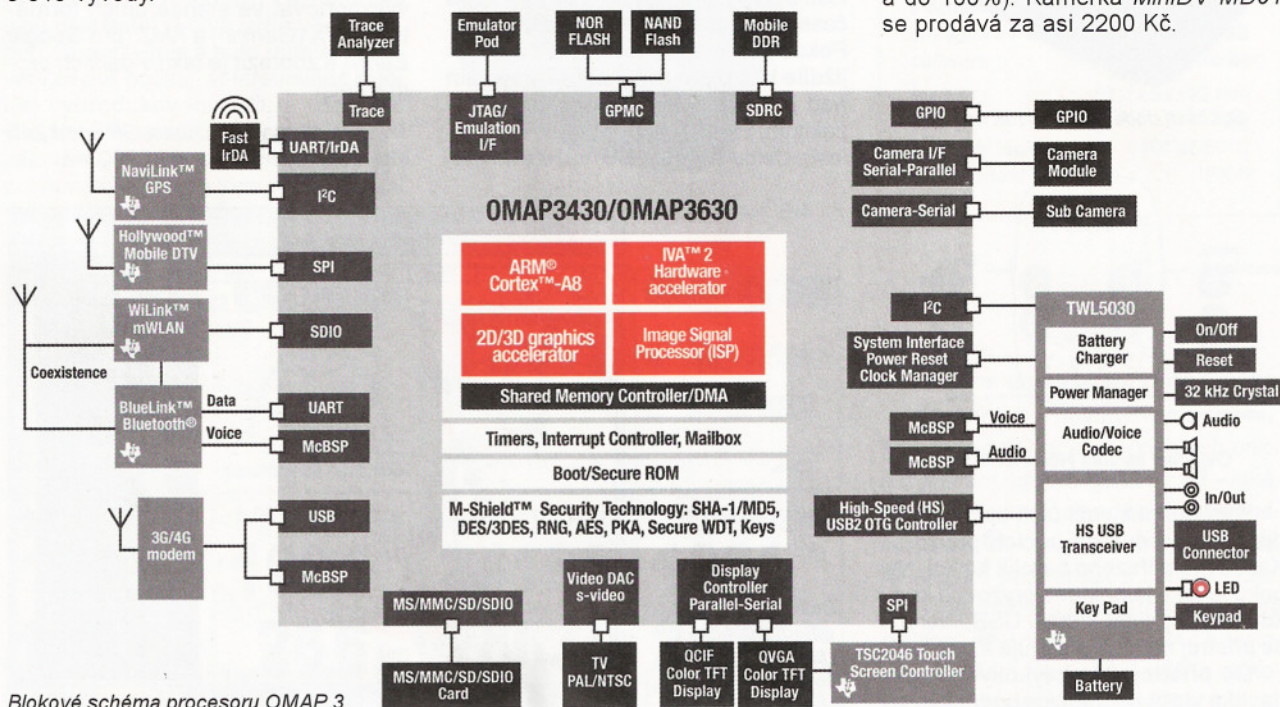 a do 100%). Kamerka MiniDV MD01
se prodává za asi 2200 Kč.
Trace
Analyzer
Emulator
Pod
NOR
FLASH
NAND
Flash
Mobile
DDR
Trace
JTAG/
Emulation
I/F
GPMC
SDRC
Fast
IrDA
UART/IrDA
NaviLink™
GPS
I²C
Hollywood™
Mobile DTV
SPI
WiLink™
mWLAN
SDIO
Coexistence
BlueLink™
Bluetooth®
Data
Voice
UART
McBSP
3G/4G
modem
USB
McBSP
OMAP3430/OMAP3630
ARM®
Cortex™-A8
IVA™ 2
Hardware
accelerator
2D/3D graphics
accelerator
Image Signal
Processor (ISP)
Shared Memory Controller/DMA
Timers, Interrupt Controller, Mailbox
Boot/Secure ROM
M-Shield™ Security Technology: SHA-1/MD5,
DES/3DES, RNG, AES, PKA, Secure WDT, Keys
GPIO
GPIO
Camera I/F
Serial-Parallel
Camera
Module
Camera-Serial
Sub Camera
I²C
System Interface
Power Reset
Clock Manager
McBSP
Voice
McBSP
Audio
High-Speed (HS)
USB2 OTG Controller
TWL5030
Battery
Charger
Power Manager
Audio/Voice
Codec
HS USB
Transceiver
Key Pad
On/Off
Reset
32 kHz Crystal
Audio
In/Out
USB
Connector
LED
Keypad
Battery
MS/MMC/SD/SDIO
Video DAC
s-video
Display
Controller
Parallel-Serial
SPI
MS/MMC/SD/SDIO
Card
TV
PAL/NTSC
QCIF
Color TFT
Display
QVGA
Color TFT
Display
TSC2046 Touch
Screen Controller
Blokové schéma procesoru OMAP 3